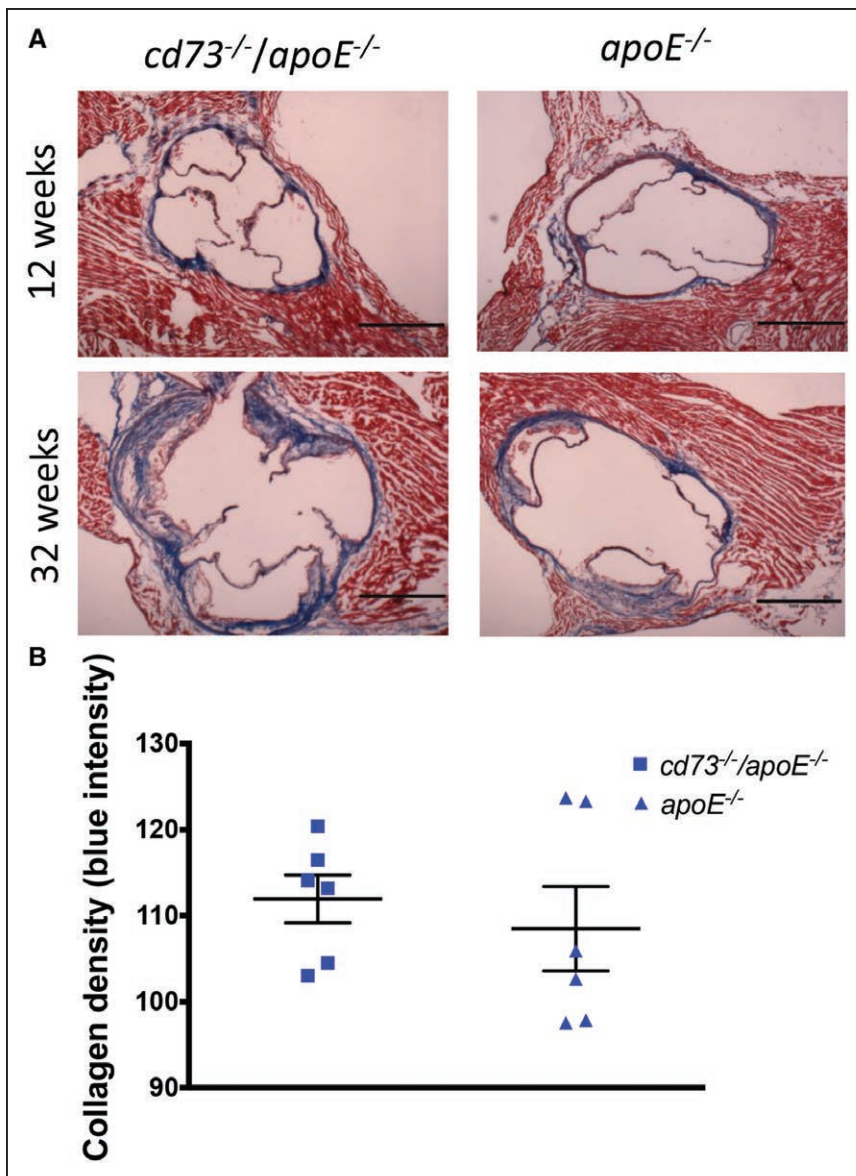 A
cd73-/-/apoE-/- apoE-/-
12 weeks
32 weeks
B
Collagen density (blue intensity)
130
120
110
100
90
cd73-/-/apoE-/-
apoE-/-